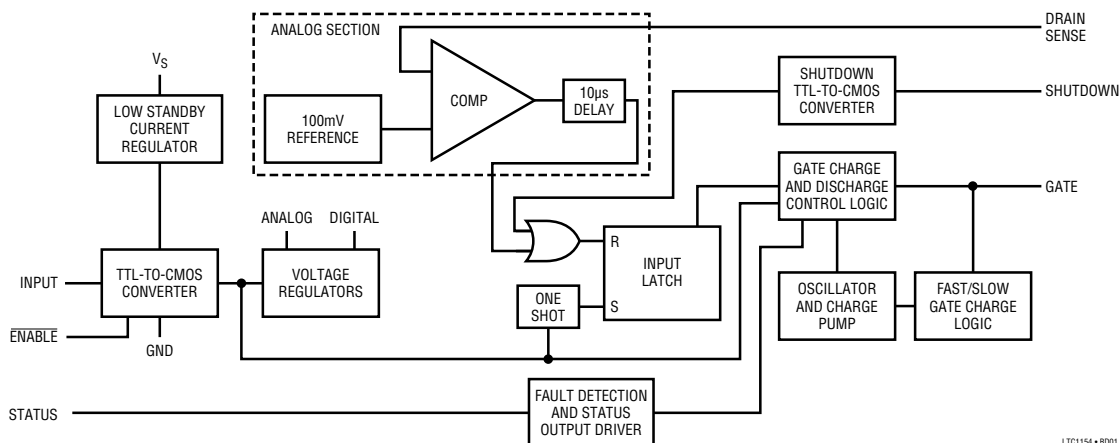 ANALOG SECTION
DRAIN
SENSE
VS
LOW STANDBY
CURRENT
REGULATOR
100mV
REFERENCE
COMP
10µs
DELAY
SHUTDOWN
TTL-TO-CMOS
CONVERTER
SHUTDOWN
GATE CHARGE
AND DISCHARGE
CONTROL LOGIC
GATE
ANALOG
DIGITAL
INPUT
TTL-TO-CMOS
CONVERTER
VOLTAGE
REGULATORS
R
INPUT
LATCH
S
ONE
SHOT
OSCILLATOR
AND CHARGE
PUMP
FAST/SLOW
GATE CHARGE
LOGIC
ENABLE
GND
STATUS
FAULT DETECTION
AND STATUS
OUTPUT DRIVER
LTC1154 • BD01